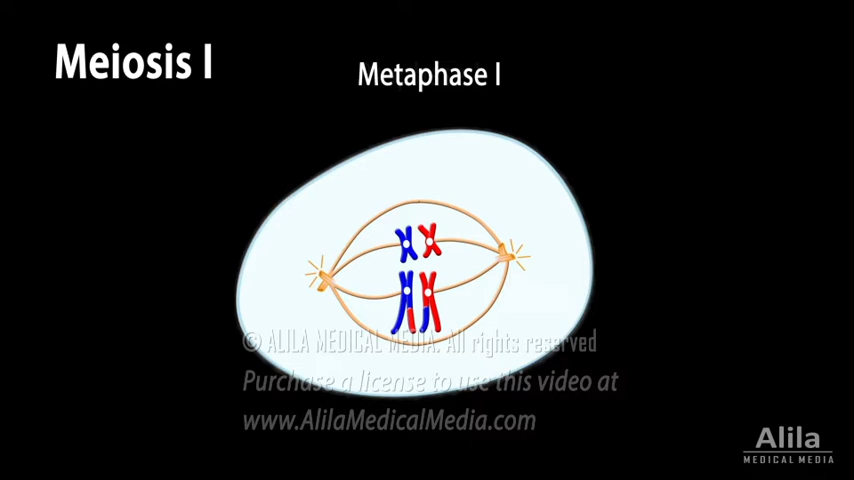 Meiosis I
Metaphase I
© ALILA MEDICAL MEDIA. All rights reserved
Purchase a license to use this video at
www.AlilaMedicalMedia.com
Alila
MEDICAL MEDIA